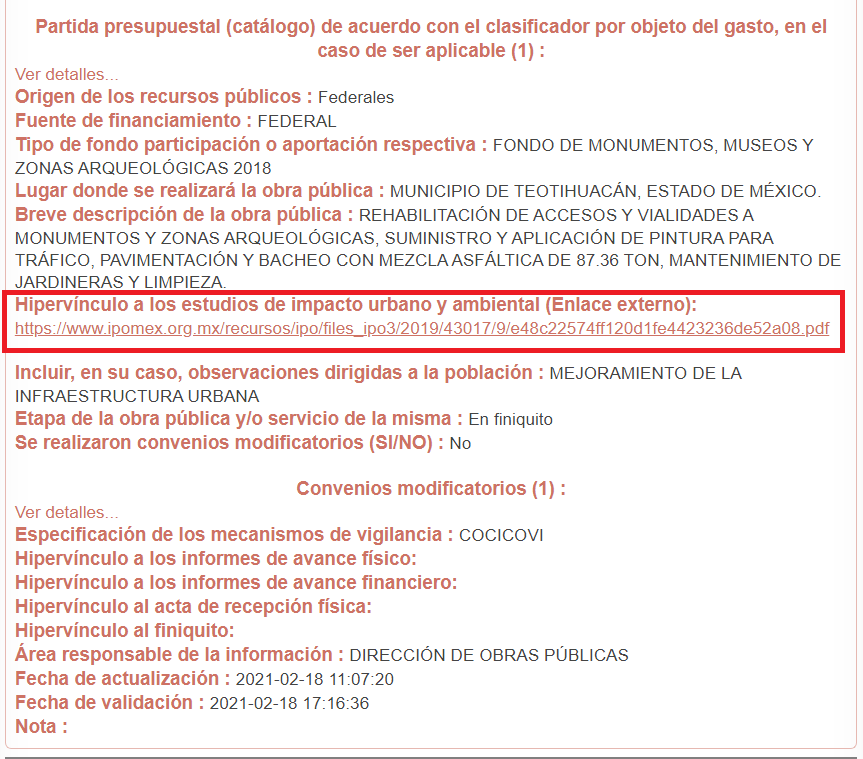 Partida presupuestal (catálogo) de acuerdo con el clasificador por objeto del gasto, en el
caso de ser aplicable (1) :
Ver detalles...
Origen de los recursos públicos : Federales
Fuente de financiamiento : FEDERAL
Tipo de fondo participación o aportación respectiva : FONDO DE MONUMENTOS, MUSEOS Y
ZONAS ARQUEOLÓGICAS 2018
Lugar donde se realizará la obra pública : MUNICIPIO DE TEOTIHUACÁN, ESTADO DE MÉXICO.
Breve descripción de la obra pública : REHABILITACIÓN DE ACCESOS Y VIALIDADES A
MONUMENTOS Y ZONAS ARQUEOLÓGICAS, SUMINISTRO Y APLICACIÓN DE PINTURA PARA
TRÁFICO, PAVIMENTACIÓN Y BACHEO CON MEZCLA ASFÁLTICA DE 87.36 TON, MANTENIMIENTO DE
JARDINERAS Y LIMPIEZA.
Hipervínculo a los estudios de impacto urbano y ambiental (Enlace externo):
https://www.ipomex.org.mx/recursos/ipo/files_ipo3/2019/43017/9/e48c22574ff120d1fe4423236de52a08.pdf
Incluir, en su caso, observaciones dirigidas a la población : MEJORAMIENTO DE LA
INFRAESTRUCTURA URBANA
Etapa de la obra pública y/o servicio de la misma : En finiquito
Se realizaron convenios modificatorios (SI/NO) : No
Convenios modificatorios (1) :
Ver detalles...
Especificación de los mecanismos de vigilancia : COCICOVI
Hipervínculo a los informes de avance físico:
Hipervínculo a los informes de avance financiero:
Hipervínculo al acta de recepción física:
Hipervínculo al finiquito:
Área responsable de la información : DIRECCIÓN DE OBRAS PÚBLICAS
Fecha de actualización : 2021-02-18 11:07:20
Fecha de validación : 2021-02-18 17:16:36
Nota :